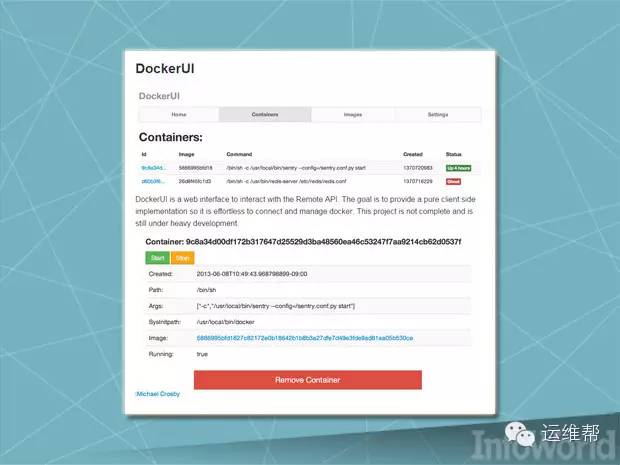 DockerUI
DockerUI
Home Containers Images Settings
Containers:
Id Image Command Created Status
9c8a34d... /bin/sh -c /usr/local/bin/sentry --config=/sentry.conf.py start 1370720983 Up 4 hours
/bin/sh -c /usr/bin/redis-server /etc/redis/redis.conf 1370716229 Ghost
DockerUI is a web interface to interact with the Remote API. The goal is to provide a pure client side
implementation so it is effortless to connect and manage docker. This project is not complete and is
still under heavy development.
Container: 9c8a34d00df172b317647d25529d3ba48560ea46c53247f7aa9214cb62d0537f
Start Stop
Created: 2013-06-08T10:49:43.968798899-09:00
Path: /bin/sh
Args: ["-c","/usr/local/bin/sentry --config=/sentry.conf.py start"]
SysInitpath: /usr/local/bin/docker
Image:
Running: true
Remove Container
:Michael Crosby
运维帮
InfoWorld